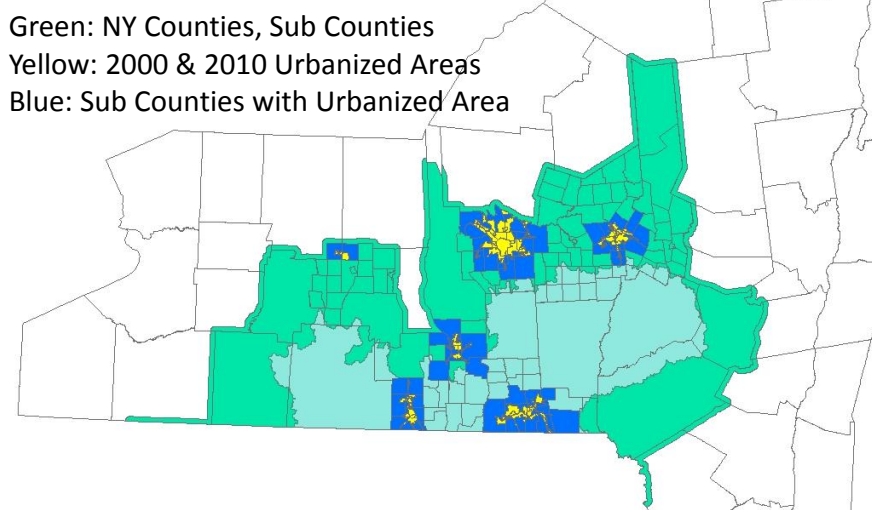 Green: NY Counties, Sub Counties
Yellow: 2000 & 2010 Urbanized Areas
Blue: Sub Counties with Urbanized Area